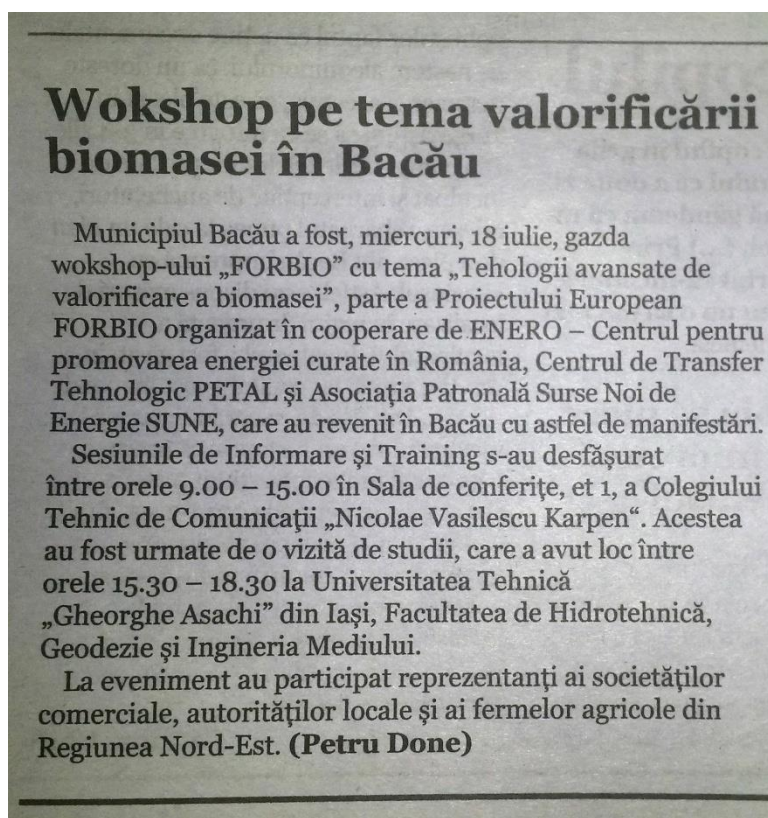 Wokshop pe tema valorificării
biomasei în Bacău
Municipiul Bacău a fost, miercuri, 18 iulie, gazda
wokshop-ului „FORBIO” cu tema „Tehologii avansate de
valorificare a biomasei”, parte a Proiectului European
FORBIO organizat în cooperare de ENERO – Centrul pentru
promovarea energiei curate în România, Centrul de Transfer
Tehnologic PETAL și Asociația Patronală Surse Noi de
Energie SUNE, care au revenit în Bacău cu astfel de manifestări.
Sesiunile de Informare și Training s-au desfășurat
între orele 9.00 – 15.00 în Sala de conferițe, et 1, a Colegiului
Tehnic de Comunicații „Nicolae Vasilescu Karpen“. Acestea
au fost urmate de o vizită de studii, care a avut loc între
orele 15.30 – 18.30 la Universitatea Tehnică
„Gheorghe Asachi” din Iași, Facultatea de Hidrotehnică,
Geodezie și Ingineria Mediului.
La eveniment au participat reprezentanți ai societăților
comerciale, autorităților locale și ai fermelor agricole din
Regiunea Nord-Est. (Petru Done)